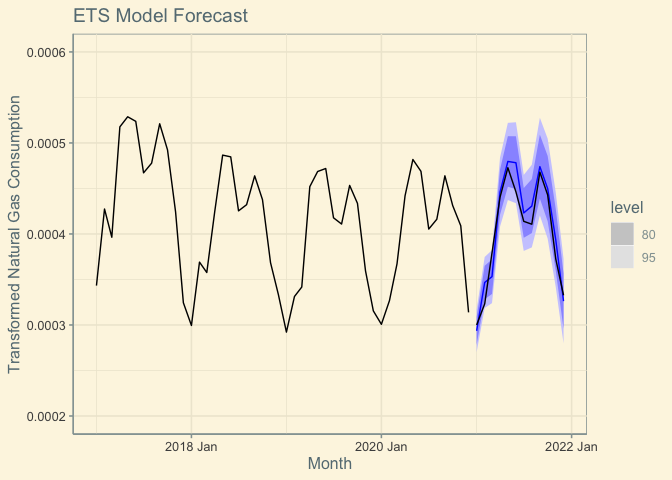 ETS Model Forecast
Transformed Natural Gas Consumption
0.0006
0.0005
0.0004
0.0003
0.0002
2018 Jan
2020 Jan
2022 Jan
Month
level
80
95